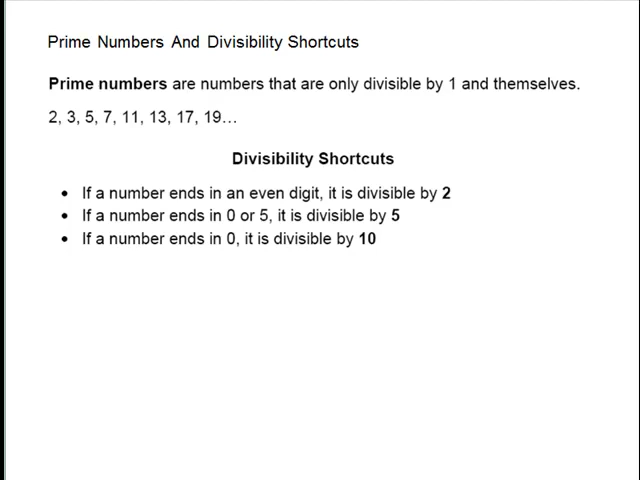 Prime Numbers And Divisibility Shortcuts
Prime numbers are numbers that are only divisible by 1 and themselves.
2, 3, 5, 7, 11, 13, 17, 19…
Divisibility Shortcuts
• If a number ends in an even digit, it is divisible by 2
• If a number ends in 0 or 5, it is divisible by 5
• If a number ends in 0, it is divisible by 10